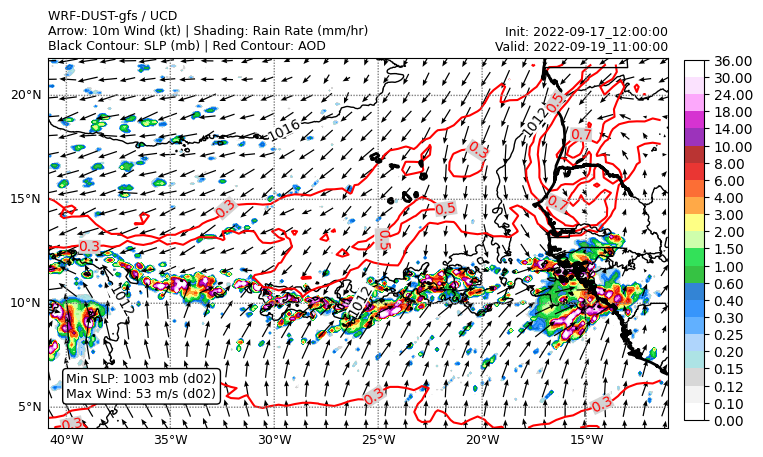 WRF-DUST-gfs / UCD
Arrow: 10m Wind (kt) | Shading: Rain Rate (mm/hr)
Black Contour: SLP (mb) | Red Contour: AOD
Init: 2022-09-17_12:00:00
Valid: 2022-09-19_11:00:00
36.00
30.00
24.00
18.00
14.00
10.00
8.00
6.00
4.00
3.00
2.00
1.50
1.00
0.60
0.40
0.30
0.25
0.20
0.15
0.12
0.10
0.00
20°N
15°N
10°N
5°N
1016
1012
0.5
0.7
0.3
0.7
0.3
0.5
0.5
0.3
1012
1012
0.3
0.3
0.3
Min SLP: 1003 mb (d02)
Max Wind: 53 m/s (d02)
40°W
35°W
30°W
25°W
20°W
15°W